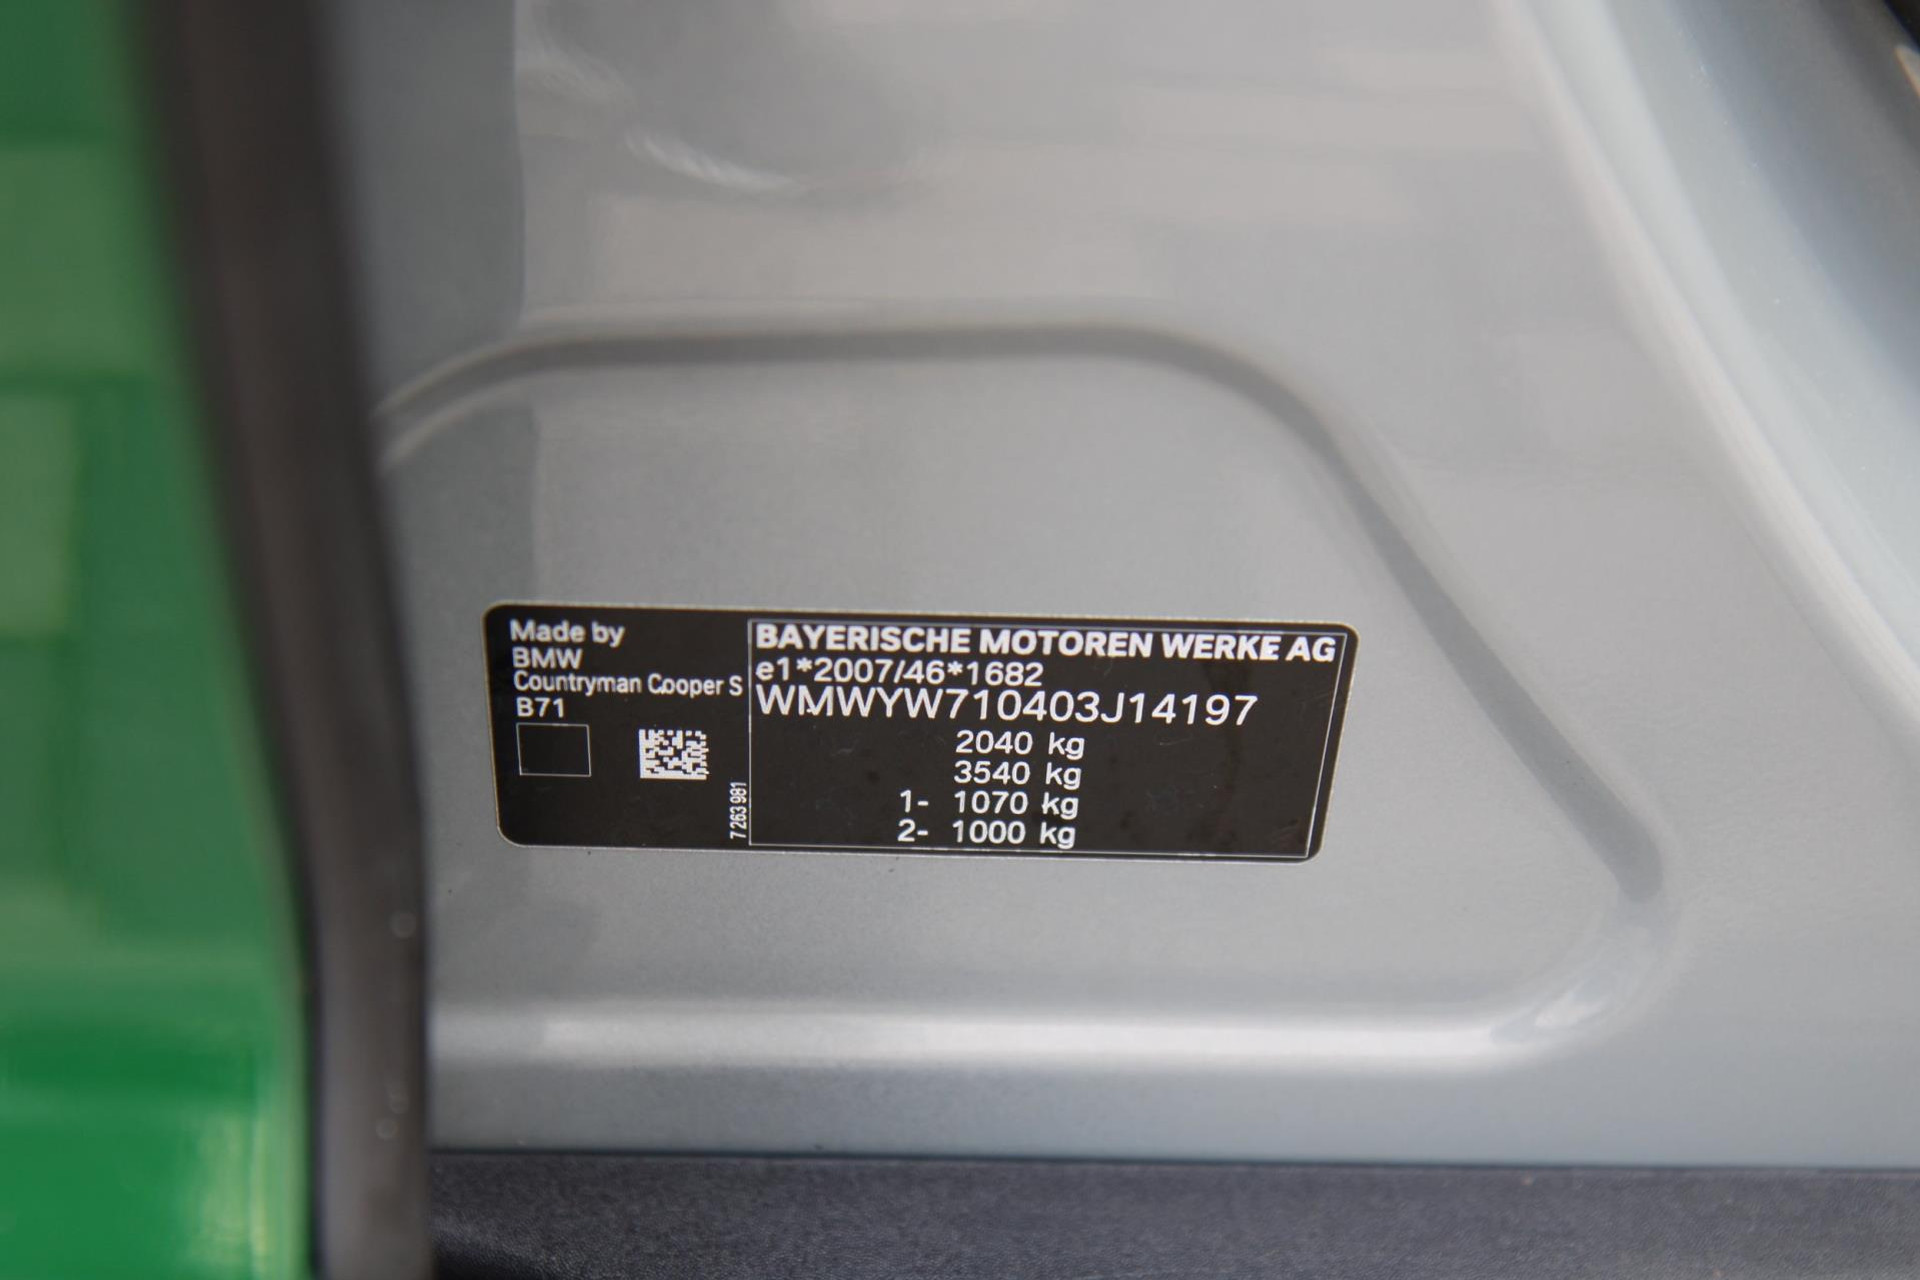 Made by
BMW
Countryman Cooper S
B71
7 263 981
BAYERISCHE MOTOREN WERKE AG
e1*2007/46*1682
WMWYW710403J14197
2040 kg
3540 kg
1- 1070 kg
2- 1000 kg